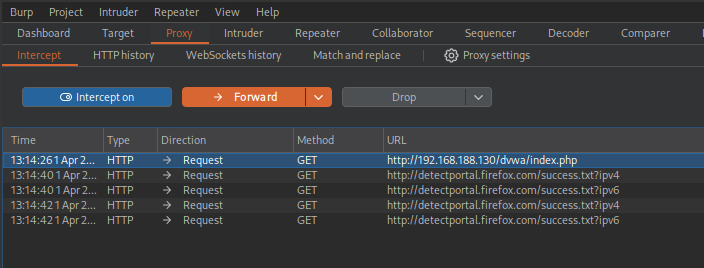 Burp Project Intruder Repeater View Help
Dashboard Target Proxy Intruder Repeater Collaborator Sequencer Decoder Comparer
Intercept HTTP history WebSockets history Match and replace Proxy settings
Intercept on → Forward Drop
Time Type Direction Method URL
13:14:26 1 Apr 2... HTTP → Request GET http://192.168.188.130/dvwa/index.php
13:14:40 1 Apr 2... HTTP → Request GET http://detectportal.firefox.com/success.txt?ipv4
13:14:40 1 Apr 2... HTTP → Request GET http://detectportal.firefox.com/success.txt?ipv6
13:14:42 1 Apr 2... HTTP → Request GET http://detectportal.firefox.com/success.txt?ipv4
13:14:42 1 Apr 2... HTTP → Request GET http://detectportal.firefox.com/success.txt?ipv6